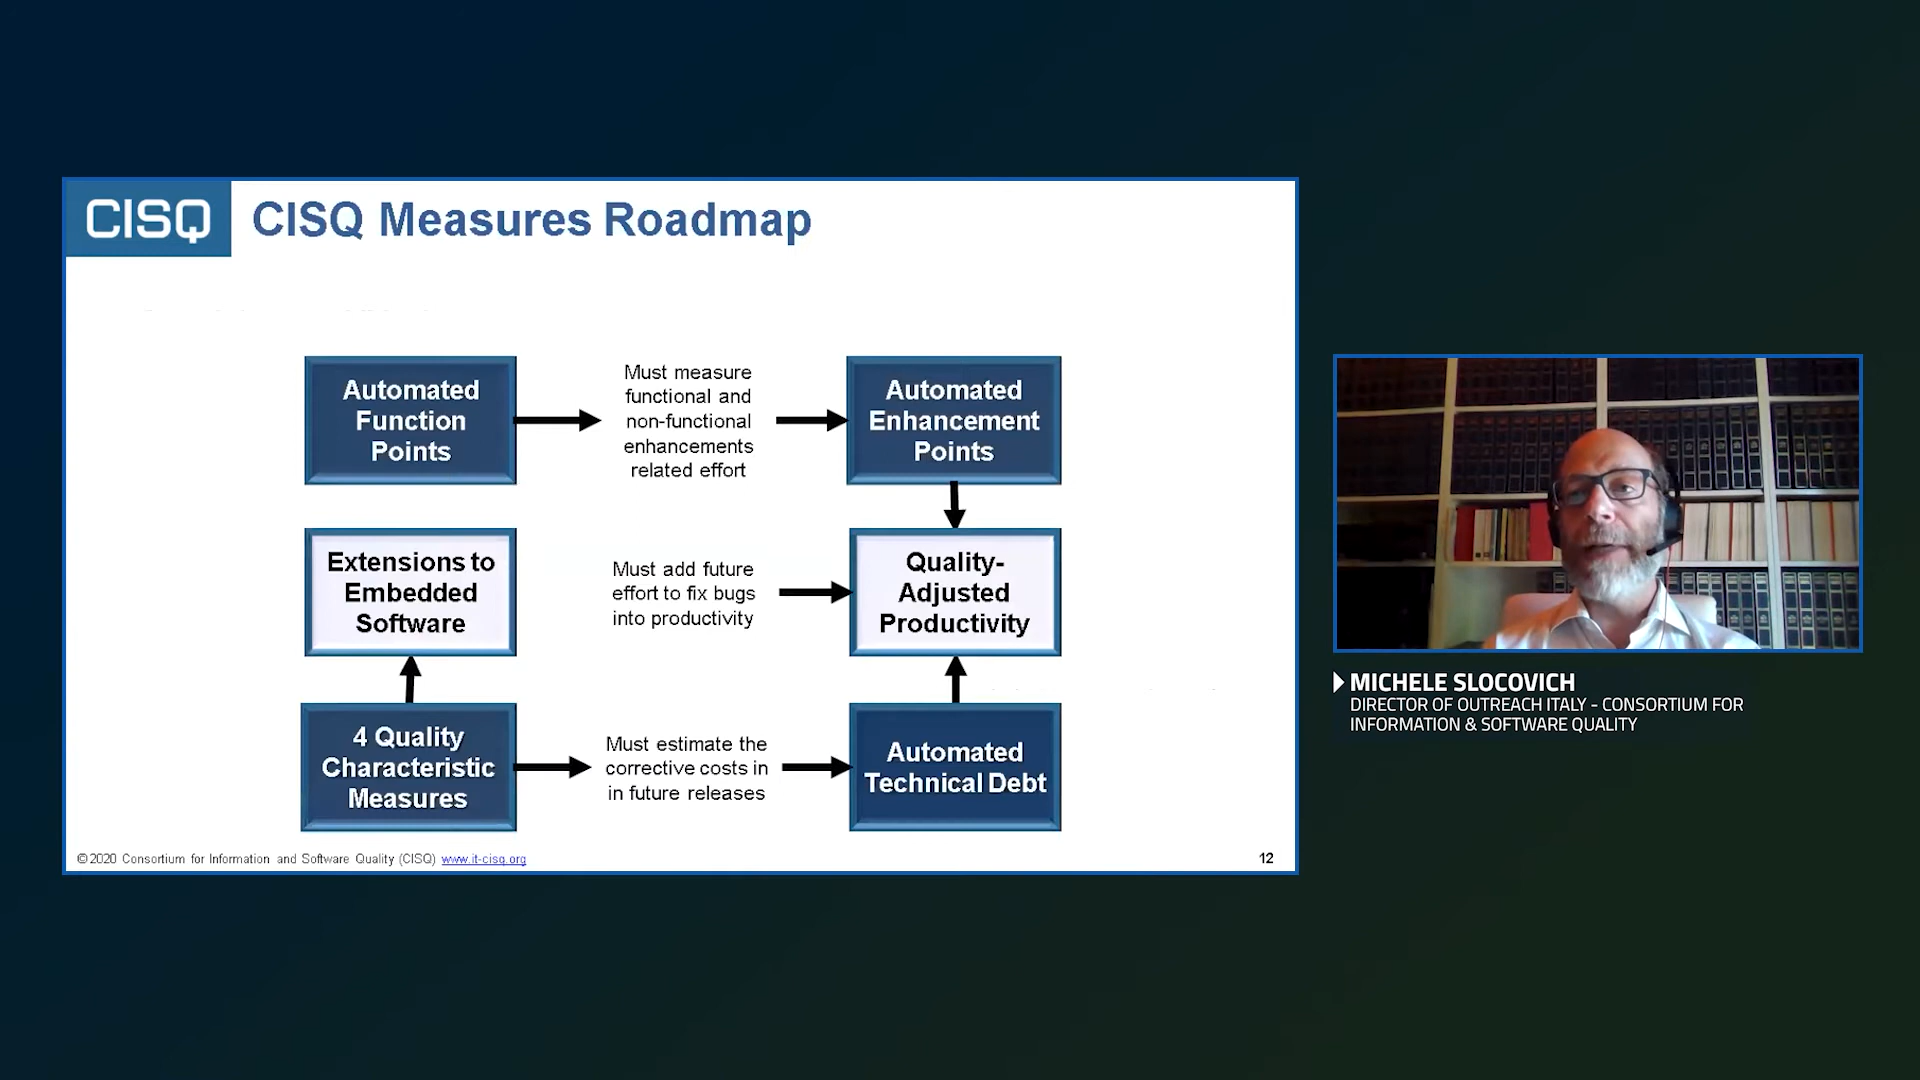 CISQ
CISQ Measures Roadmap
Automated
Function
Points
Must measure
functional and
non-functional
enhancements
related effort
Automated
Enhancement
Points
Extensions to
Embedded
Software
Must add future
effort to fix bugs
into productivity
Quality-
Adjusted
Productivity
4 Quality
Characteristic
Measures
Must estimate the
corrective costs in
in future releases
Automated
Technical Debt
©2020 Consortium for Information and Software Quality (CISQ) www.it-cisq.org
12
MICHELE SLOCOVICH
DIRECTOR OF OUTREACH ITALY - CONSORTIUM FOR
INFORMATION & SOFTWARE QUALITY